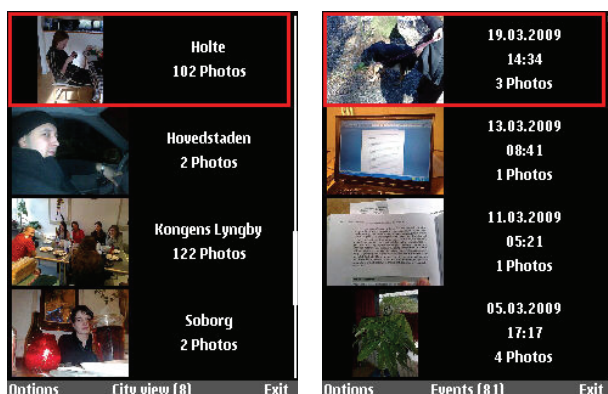 Holte
102 Photos
Hovedstaden
2 Photos
Kongens Lyngby
122 Photos
Soborg
2 Photos
Options City view (8) Exit
19.03.2009
14:34
3 Photos
13.03.2009
08:41
1 Photos
11.03.2009
05:21
1 Photos
05.03.2009
17:17
4 Photos
Options Events (81) Exit